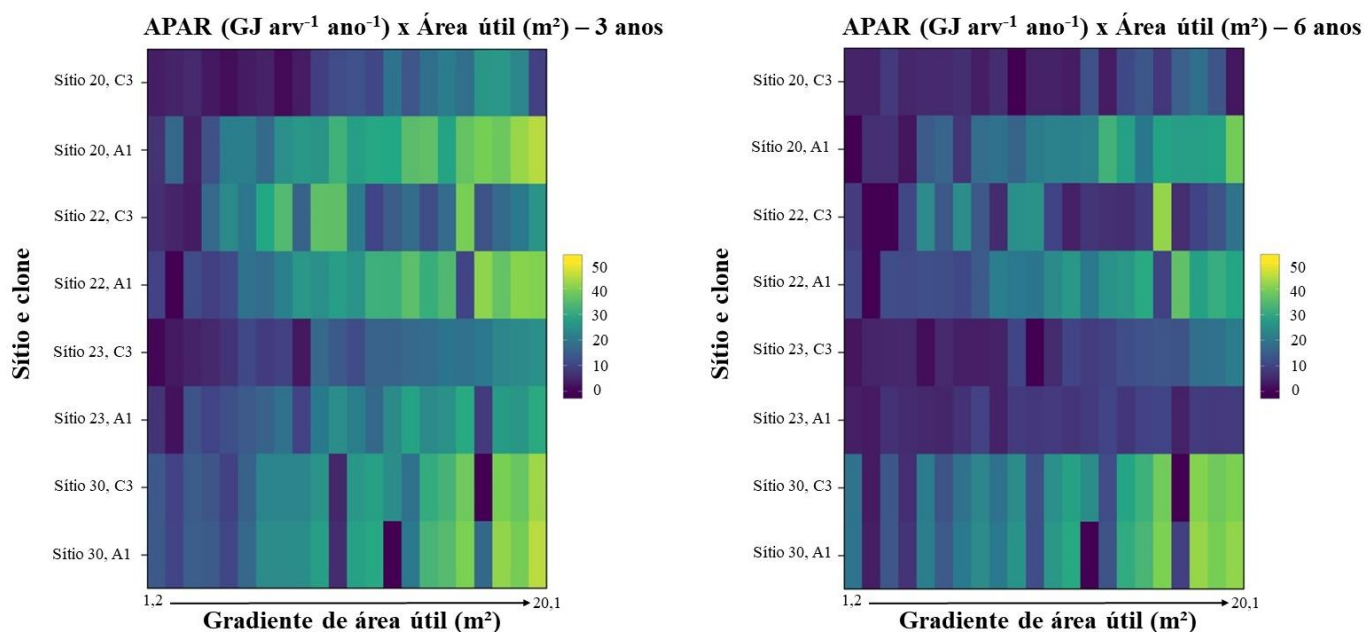 APAR (GJ arv⁻¹ ano⁻¹) x Área útil (m²) – 3 anos
Sítio e clone
Sítio 20, C3
Sítio 20, A1
Sítio 22, C3
Sítio 22, A1
Sítio 23, C3
Sítio 23, A1
Sítio 30, C3
Sítio 30, A1
50
40
30
20
10
0
1,2
20,1
Gradiente de área útil (m²)
APAR (GJ arv⁻¹ ano⁻¹) x Área útil (m²) – 6 anos
Sítio e clone
Sítio 20, C3
Sítio 20, A1
Sítio 22, C3
Sítio 22, A1
Sítio 23, C3
Sítio 23, A1
Sítio 30, C3
Sítio 30, A1
50
40
30
20
10
0
1,2
20,1
Gradiente de área útil (m²)